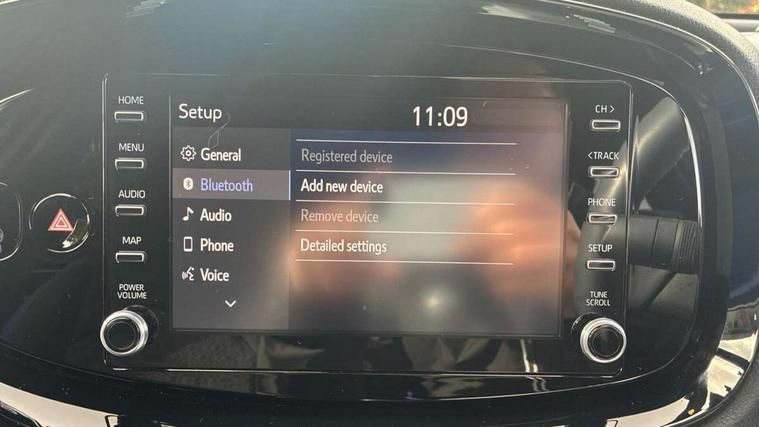 HOME
MENU
AUDIO
MAP
POWER
VOLUME
Setup
11:09
General
Bluetooth
Audio
Phone
Voice
Registered device
Add new device
Remove device
Detailed settings
CH >
< TRACK
PHONE
SETUP
TUNE
SCROLL